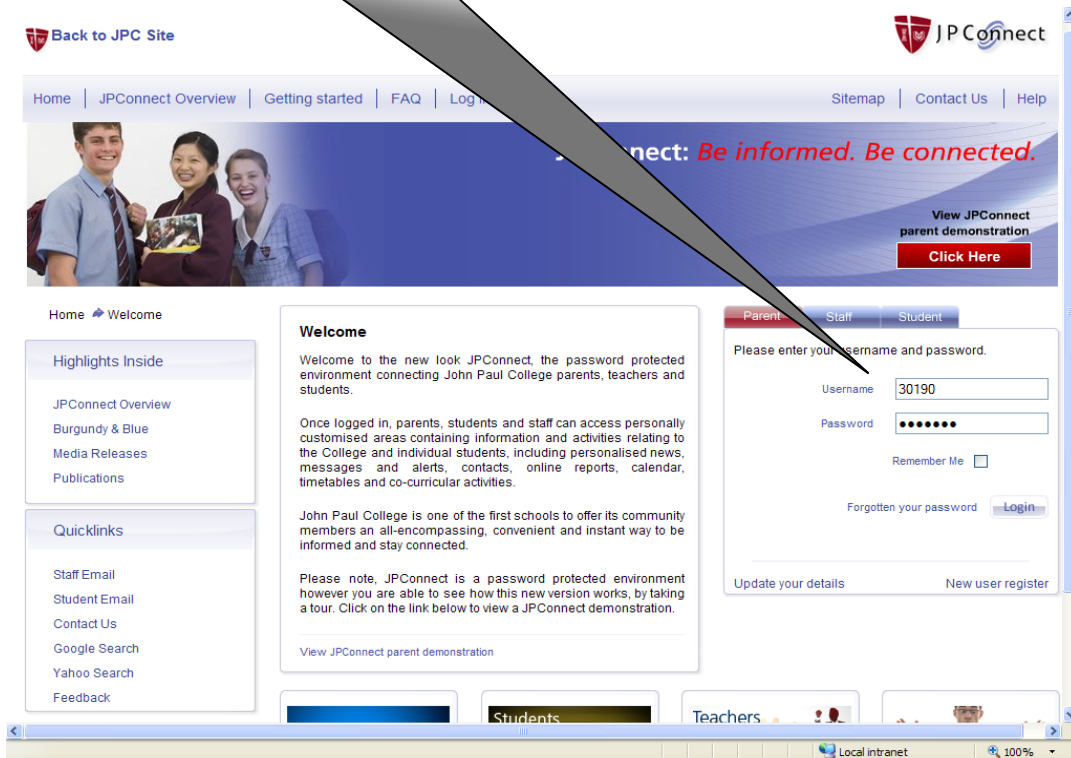 Back to JPC Site
JPConnect
Home | JPConnect Overview | Getting started | FAQ | Log
Sitemap | Contact Us | Help
nect: Be informed. Be connected.
View JPConnect
parent demonstration
Click Here
Home Welcome
Highlights Inside
JPConnect Overview
Burgundy & Blue
Media Releases
Publications
Quicklinks
Staff Email
Student Email
Contact Us
Google Search
Yahoo Search
Feedback
Welcome
Welcome to the new look JPConnect, the password protected
environment connecting John Paul College parents, teachers and
students.
Once logged in, parents, students and staff can access personally
customised areas containing information and activities relating to
the College and individual students, including personalised news,
messages and alerts, contacts, online reports, calendar,
timetables and co-curricular activities.
John Paul College is one of the first schools to offer its community
members an all-encompassing, convenient and instant way to be
informed and stay connected.
Please note, JPConnect is a password protected environment
however you are able to see how this new version works, by taking
a tour. Click on the link below to view a JPConnect demonstration.
View JPConnect parent demonstration
Parent Staff Student
Please enter your username and password.
Username 30190
Password •••••••
Remember Me
Forgotten your password Login
Update your details New user register
Students
Teachers
Local intranet 100%